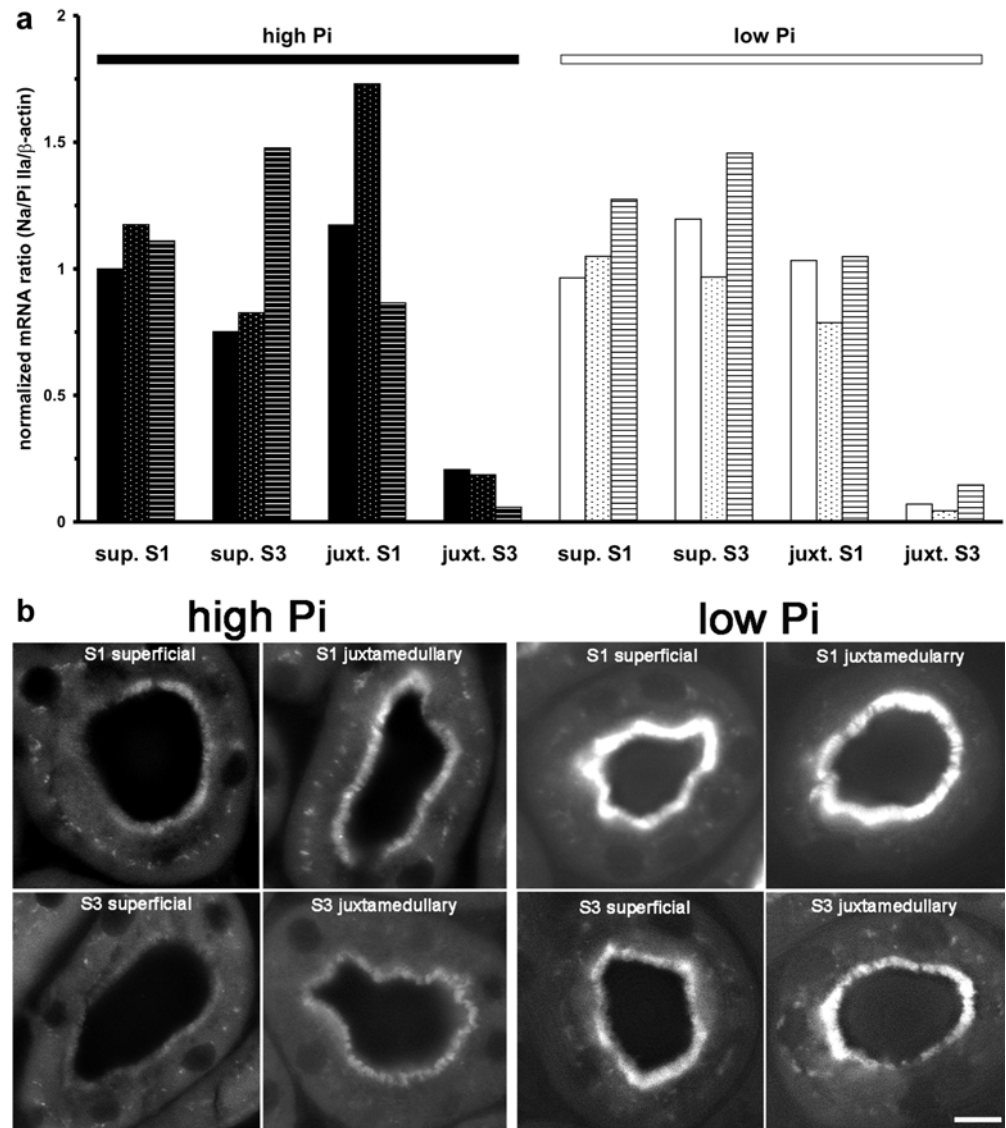 a
2
high Pi
low Pi
1.5
1
0.5
0
normalized mRNA ratio (Na/Pi IIa/β-actin)
sup. S1 sup. S3 juxt. S1 juxt. S3 sup. S1 sup. S3 juxt. S1 juxt. S3
b
high Pi
low Pi
S1 superficial
S1 juxtamedullary
S1 superficial
S1 juxtamedularry
S3 superficial
S3 juxtamedullary
S3 superficial
S3 juxtamedullary